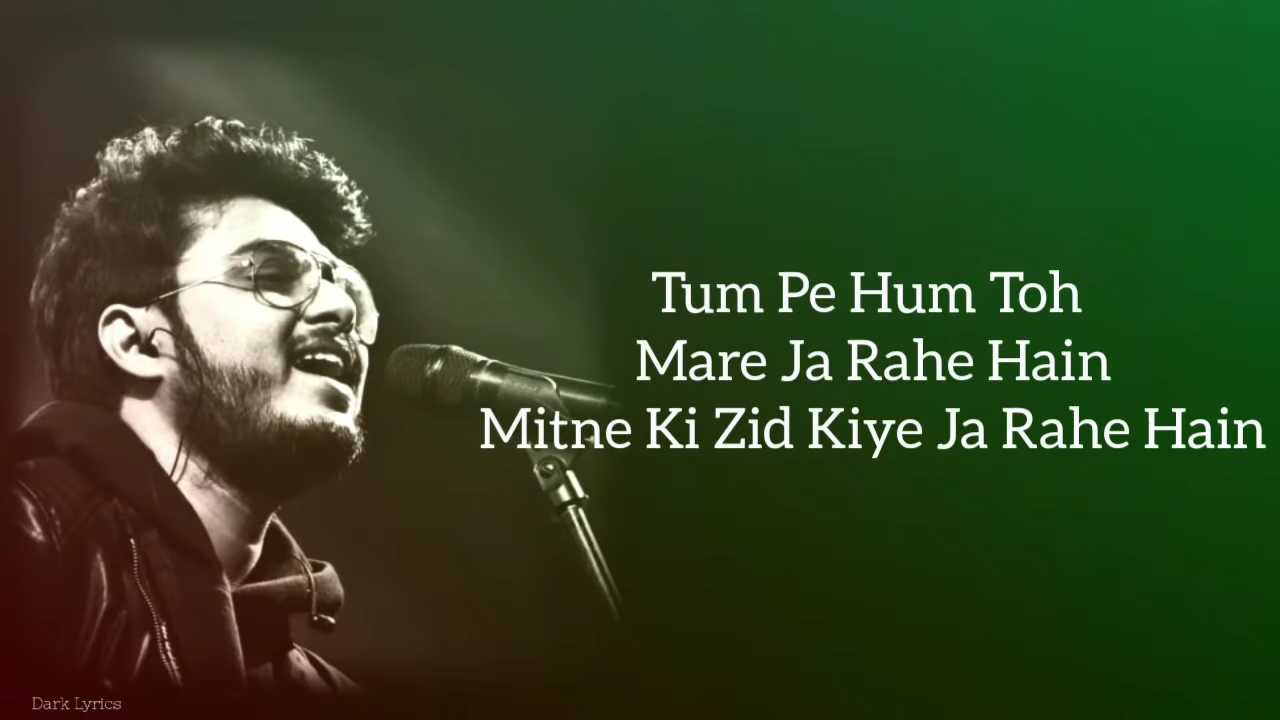 Tum Pe Hum Toh
Mare Ja Rahe Hain
Mitne Ki Zid Kiye Ja Rahe Hain
Dark Lyrics